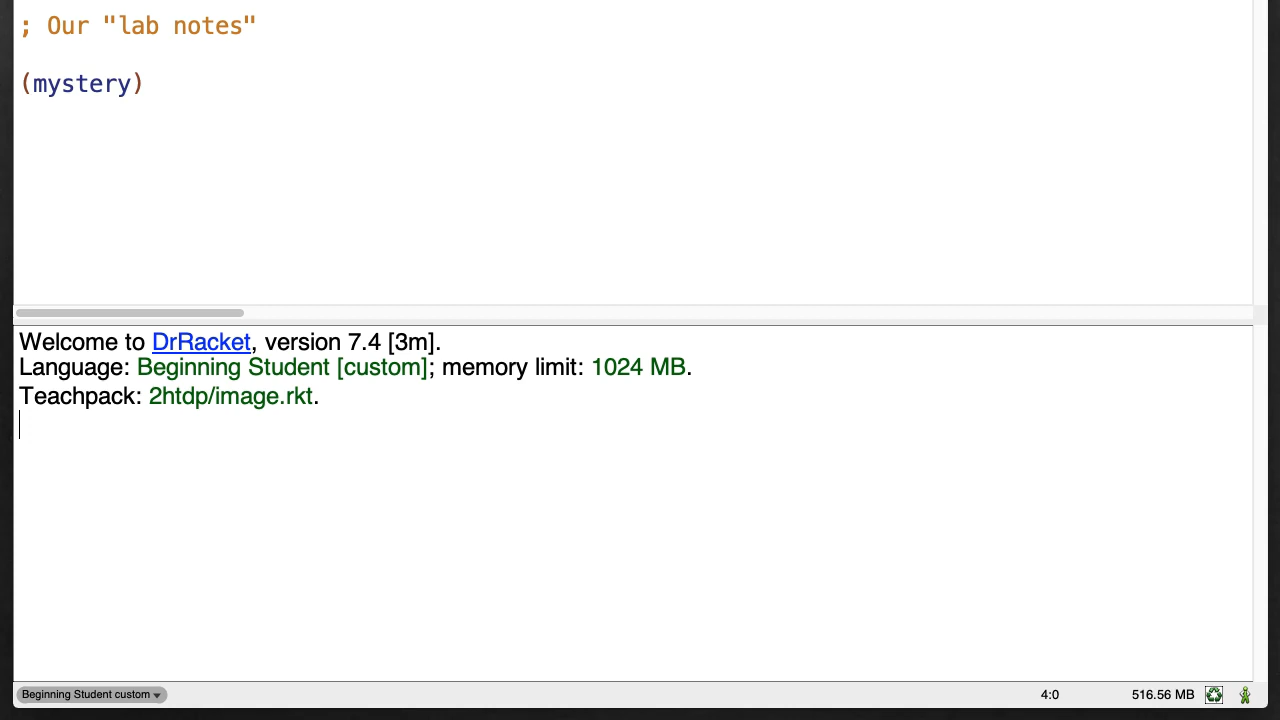 ; Our "lab notes"
(mystery)
Welcome to DrRacket, version 7.4 [3m].
Language: Beginning Student [custom]; memory limit: 1024 MB.
Teachpack: 2htdp/image.rkt.
Beginning Student custom 4:0 516.56 MB